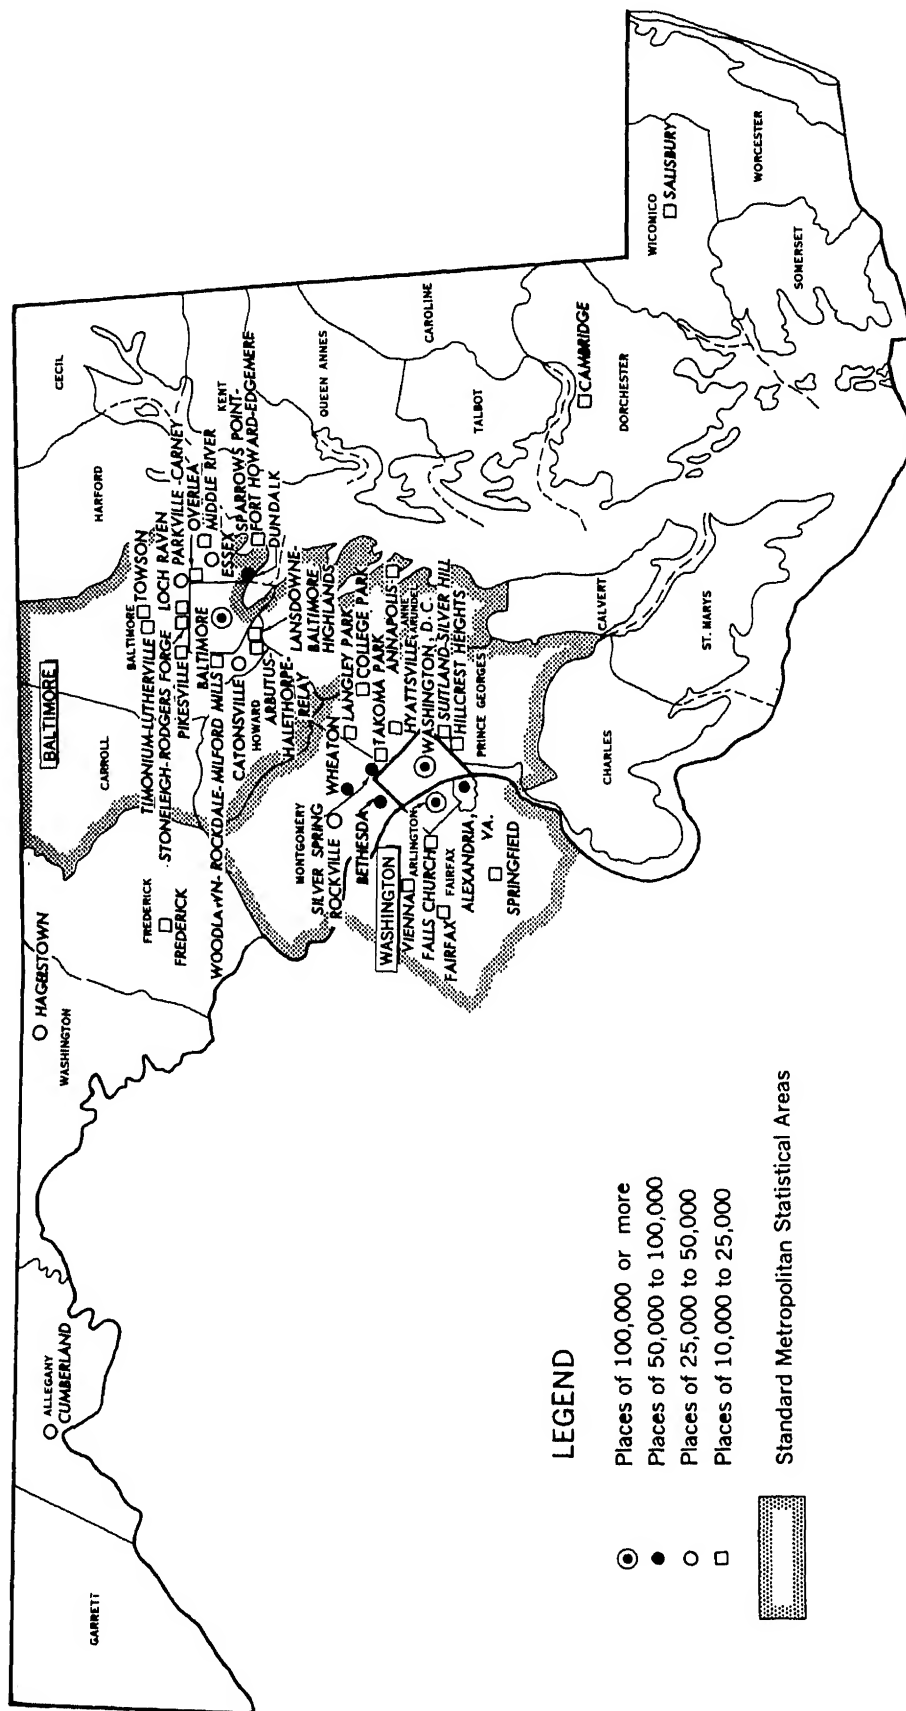 GARRETT
ALLEGANY
CUMBERLAND
HAGERSTOWN
WASHINGTON
FREDERICK
FREDERICK
BALTIMORE
CARROLL
BALTIMORE
TIMONIUM-LUTHERVILLE
TOWSON
STONELEIGH-RODGERS FORGE
LOCH RAVEN
PARKVILLE-CARNEY
PIKESVILLE
OVERLEA
BALTIMORE
MIDDLE RIVER
WOODLAWN-ROCKDALE-MILFORD MILLS
ESSEX
KENT
CATONSVILLE
SPARROWS POINT-
FORT HOWARD-EDGEMERE
HOWARD
DUNDALK
ARBUTUS-
HALETHORPE-
RELAY
LANSDOWNE-
BALTIMORE
HIGHLANDS
HARFORD
CECIL
QUEEN ANNES
CAROLINE
TALBOT
CAMBRIDGE
DORCHESTER
WICOMICO
SALISBURY
WORCESTER
SOMERSET
MONTGOMERY
SILVER SPRING
WHEATON
ROCKVILLE
LANGLEY PARK
COLLEGE PARK
BETHESDA
TAKOMA PARK
ANNAPOLIS
WASHINGTON
ANNE
ARUNDEL
HYATTSVILLE
VIENNA
ARLINGTON
WASHINGTON, D. C.
FALLS CHURCH
SUITLAND-SILVER HILL
FAIRFAX
FAIRFAX
HILLCREST HEIGHTS
ALEXANDRIA,
VA.
PRINCE GEORGES
SPRINGFIELD
CALVERT
CHARLES
ST. MARYS
LEGEND
Places of 100,000 or more
Places of 50,000 to 100,000
Places of 25,000 to 50,000
Places of 10,000 to 25,000
Standard Metropolitan Statistical Areas